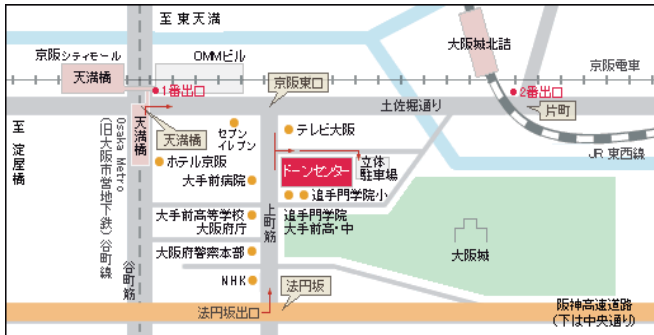 至 東天満
京阪シティモール
OMMビル
大阪城北詰
天満橋
京阪電車
1番出口
京阪東口
2番出口
土佐堀通り
片町
至 淀屋橋
Osaka Metro
(旧大阪市営地下鉄)谷町線
天満橋
天満橋
セブン
イレブン
テレビ大阪
JR 東西線
ホテル京阪
ドーンセンター
立体
駐車場
大手前病院
追手門学院小
大手前高等学校
大阪府庁
上町筋
追手門学院
大手前高・中
大阪府警察本部
大阪城
谷町筋
NHK
法円坂
法円坂出口
阪神高速道路
(下は中央通り)